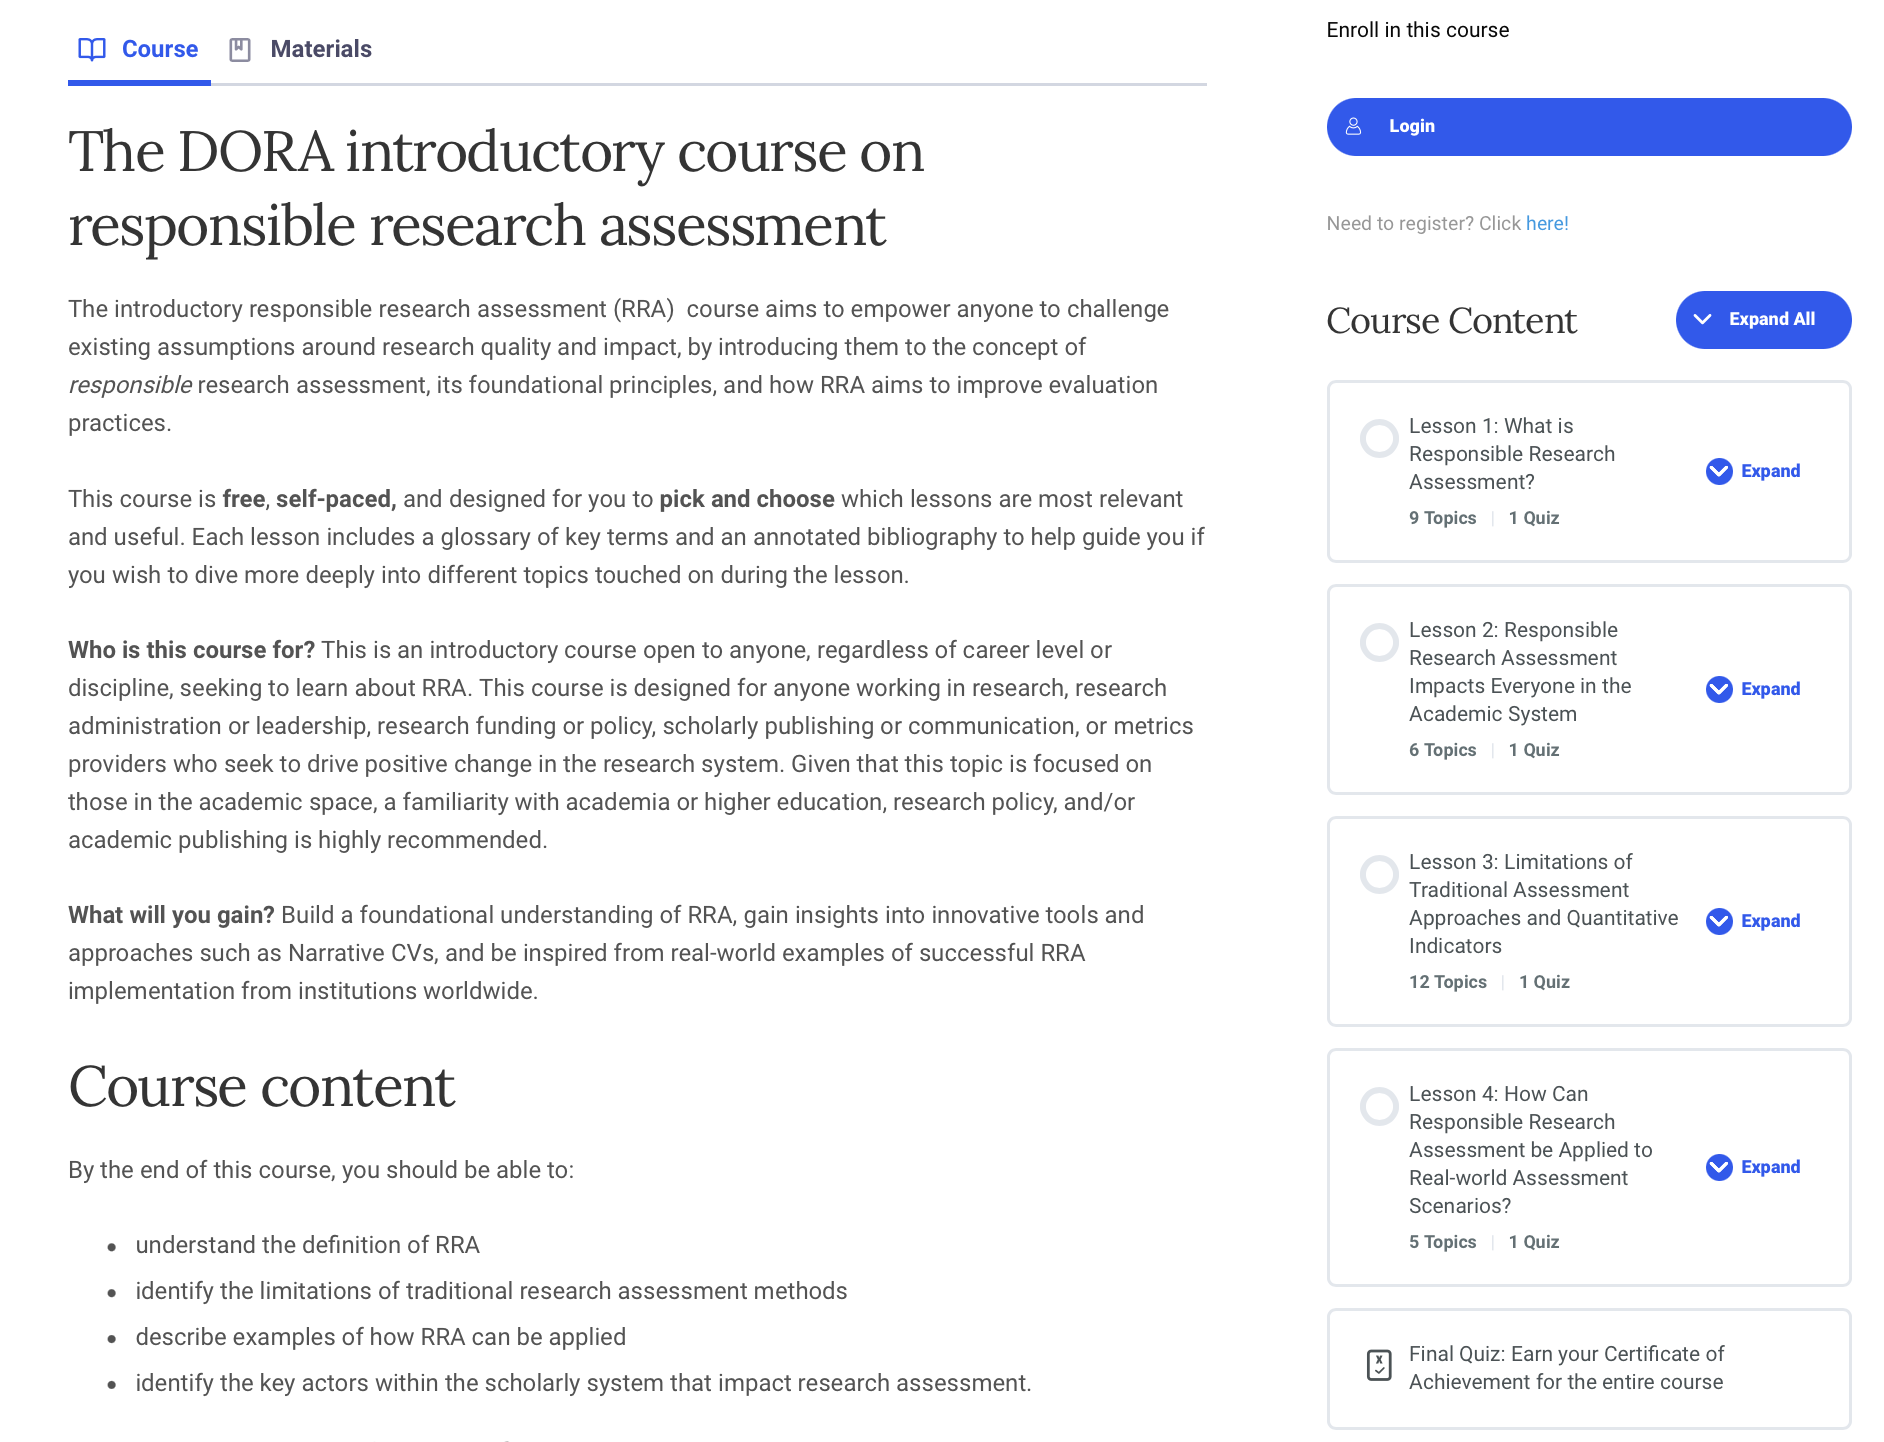 Course
Materials
The DORA introductory course on
responsible research assessment
The introductory responsible research assessment (RRA)  course aims to empower anyone to challenge
existing assumptions around research quality and impact, by introducing them to the concept of
responsible research assessment, its foundational principles, and how RRA aims to improve evaluation
practices.
This course is free, self-paced, and designed for you to pick and choose which lessons are most relevant
and useful. Each lesson includes a glossary of key terms and an annotated bibliography to help guide you if
you wish to dive more deeply into different topics touched on during the lesson.
Who is this course for? This is an introductory course open to anyone, regardless of career level or
discipline, seeking to learn about RRA. This course is designed for anyone working in research, research
administration or leadership, research funding or policy, scholarly publishing or communication, or metrics
providers who seek to drive positive change in the research system. Given that this topic is focused on
those in the academic space, a familiarity with academia or higher education, research policy, and/or
academic publishing is highly recommended.
What will you gain? Build a foundational understanding of RRA, gain insights into innovative tools and
approaches such as Narrative CVs, and be inspired from real-world examples of successful RRA
implementation from institutions worldwide.
Course content
By the end of this course, you should be able to:
• understand the definition of RRA
• identify the limitations of traditional research assessment methods
• describe examples of how RRA can be applied
• identify the key actors within the scholarly system that impact research assessment.
Enroll in this course
Login
Need to register? Click here!
Course Content
Expand All
Lesson 1: What is
Responsible Research
Assessment?
Expand
9 Topics | 1 Quiz
Lesson 2: Responsible
Research Assessment
Impacts Everyone in the
Academic System
Expand
6 Topics | 1 Quiz
Lesson 3: Limitations of
Traditional Assessment
Approaches and Quantitative
Indicators
Expand
12 Topics | 1 Quiz
Lesson 4: How Can
Responsible Research
Assessment be Applied to
Real-world Assessment
Scenarios?
Expand
5 Topics | 1 Quiz
Final Quiz: Earn your Certificate of
Achievement for the entire course